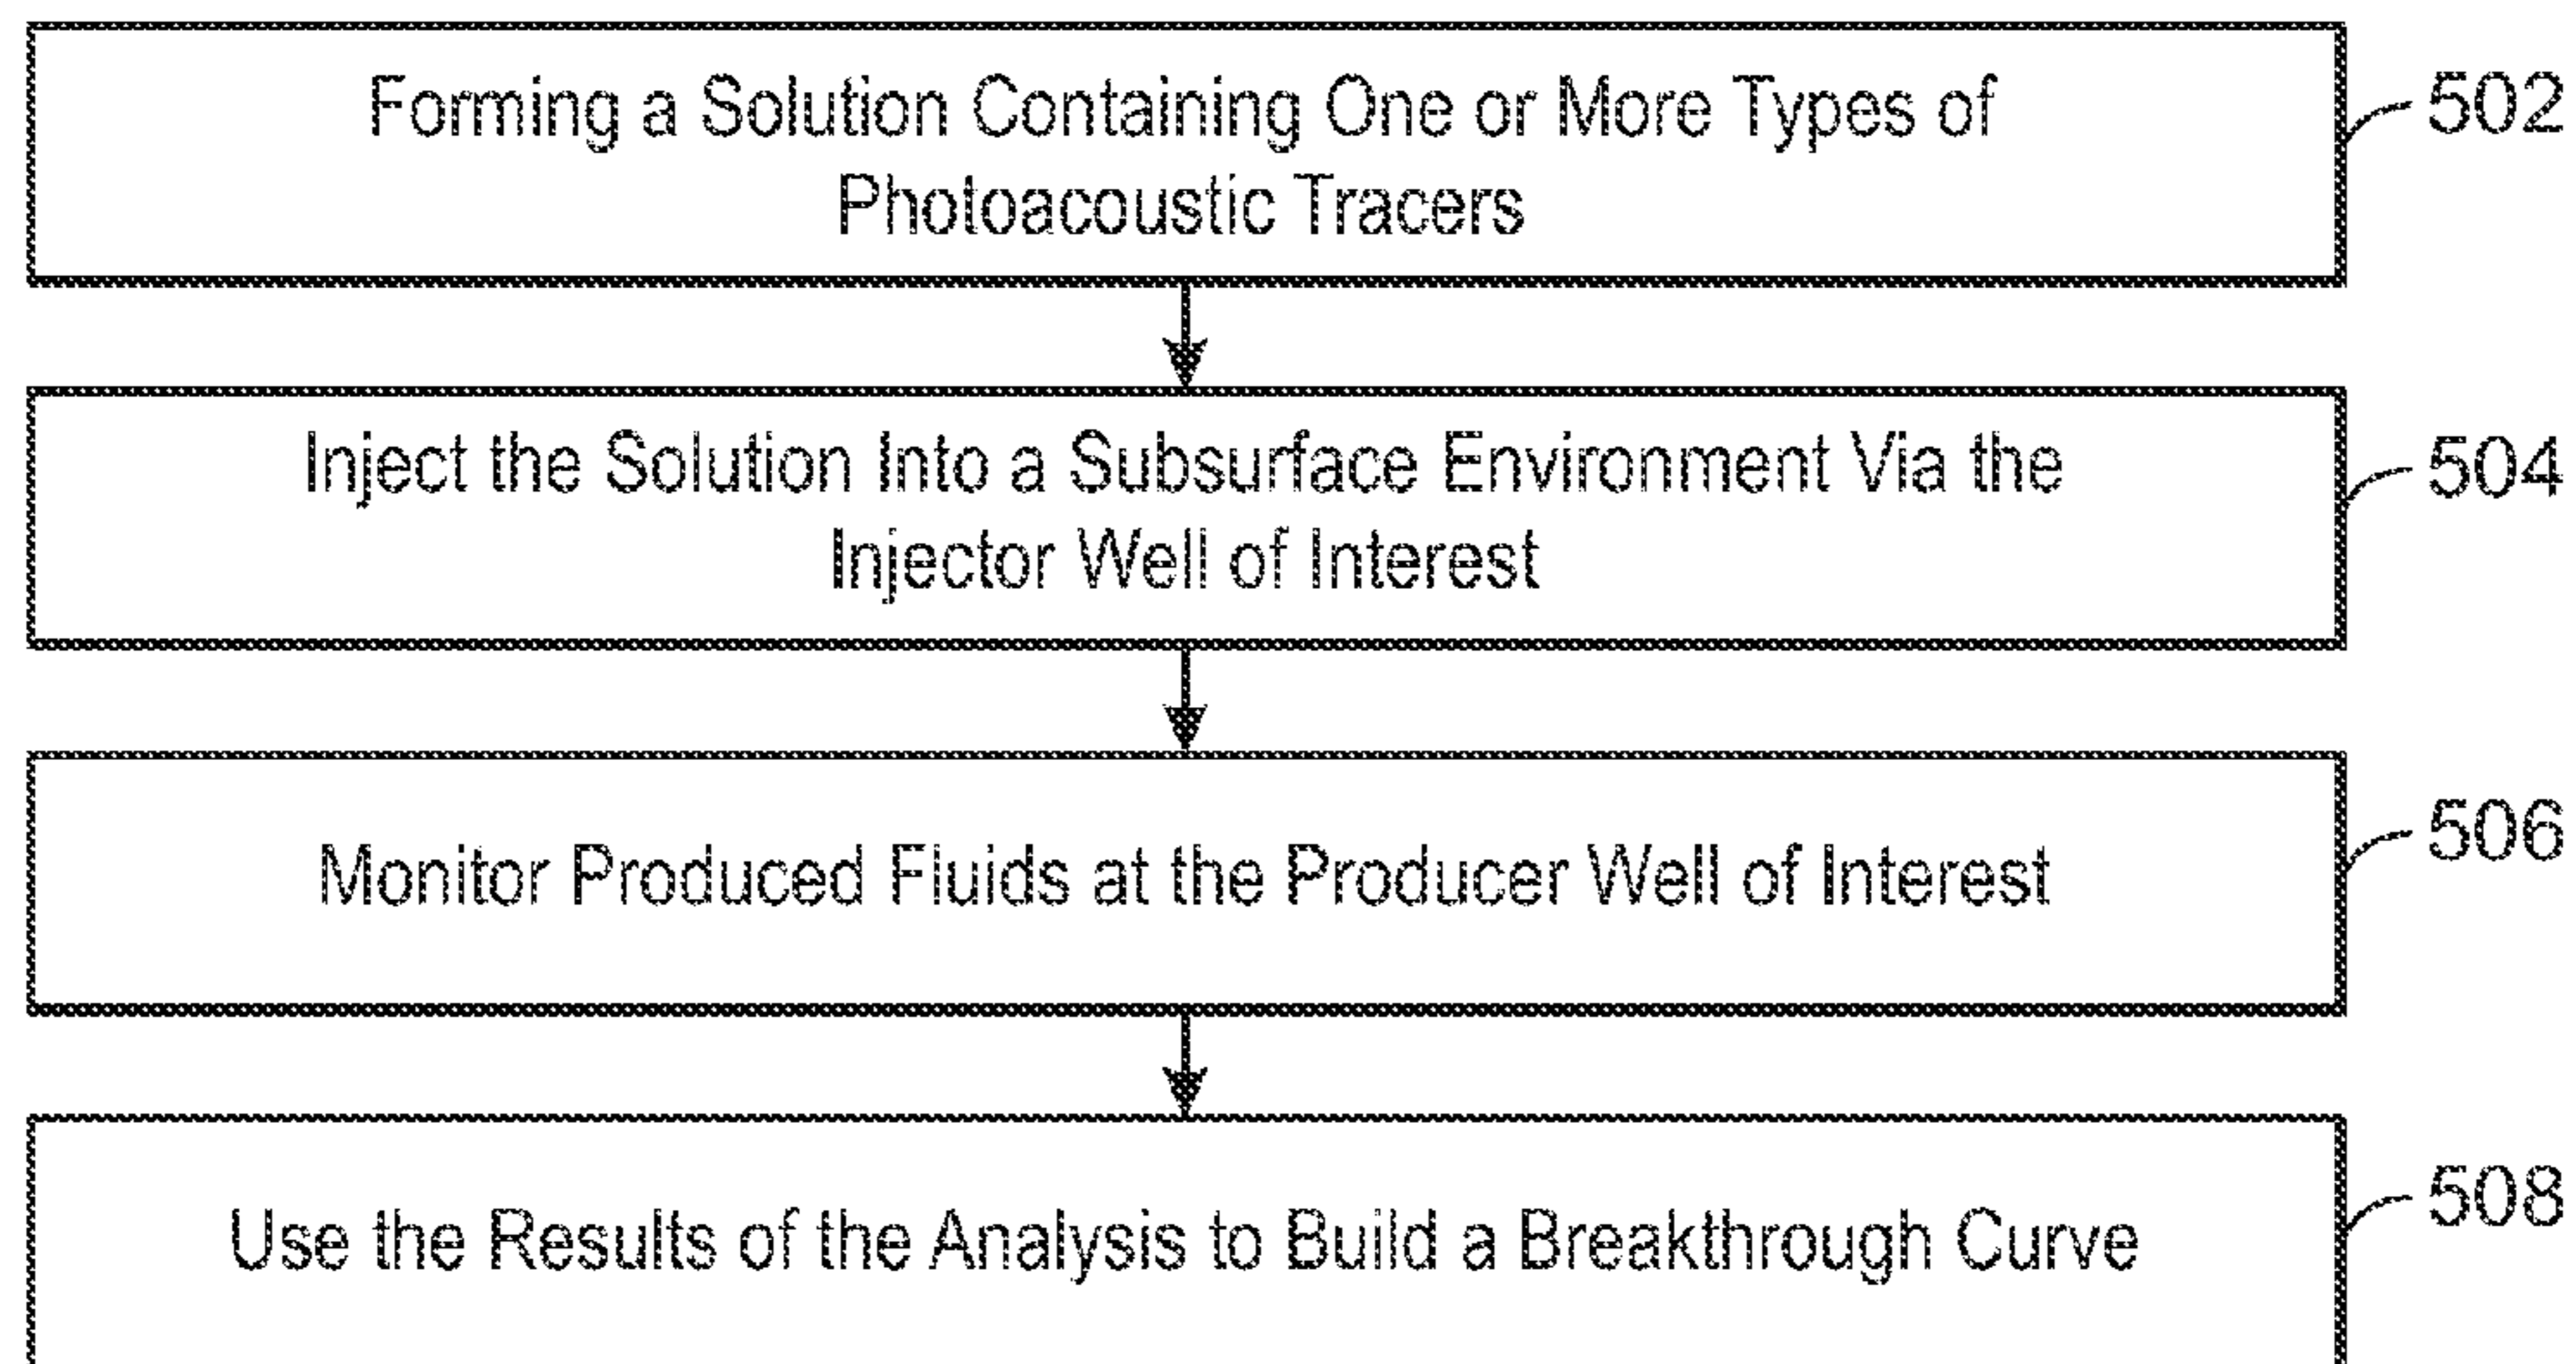 Forming a Solution Containing One or More Types of
Photoacoustic Tracers
502
Inject the Solution Into a Subsurface Environment Via the
Injector Well of Interest
504
Monitor Produced Fluids at the Producer Well of Interest
506
Use the Results of the Analysis to Build a Breakthrough Curve
508